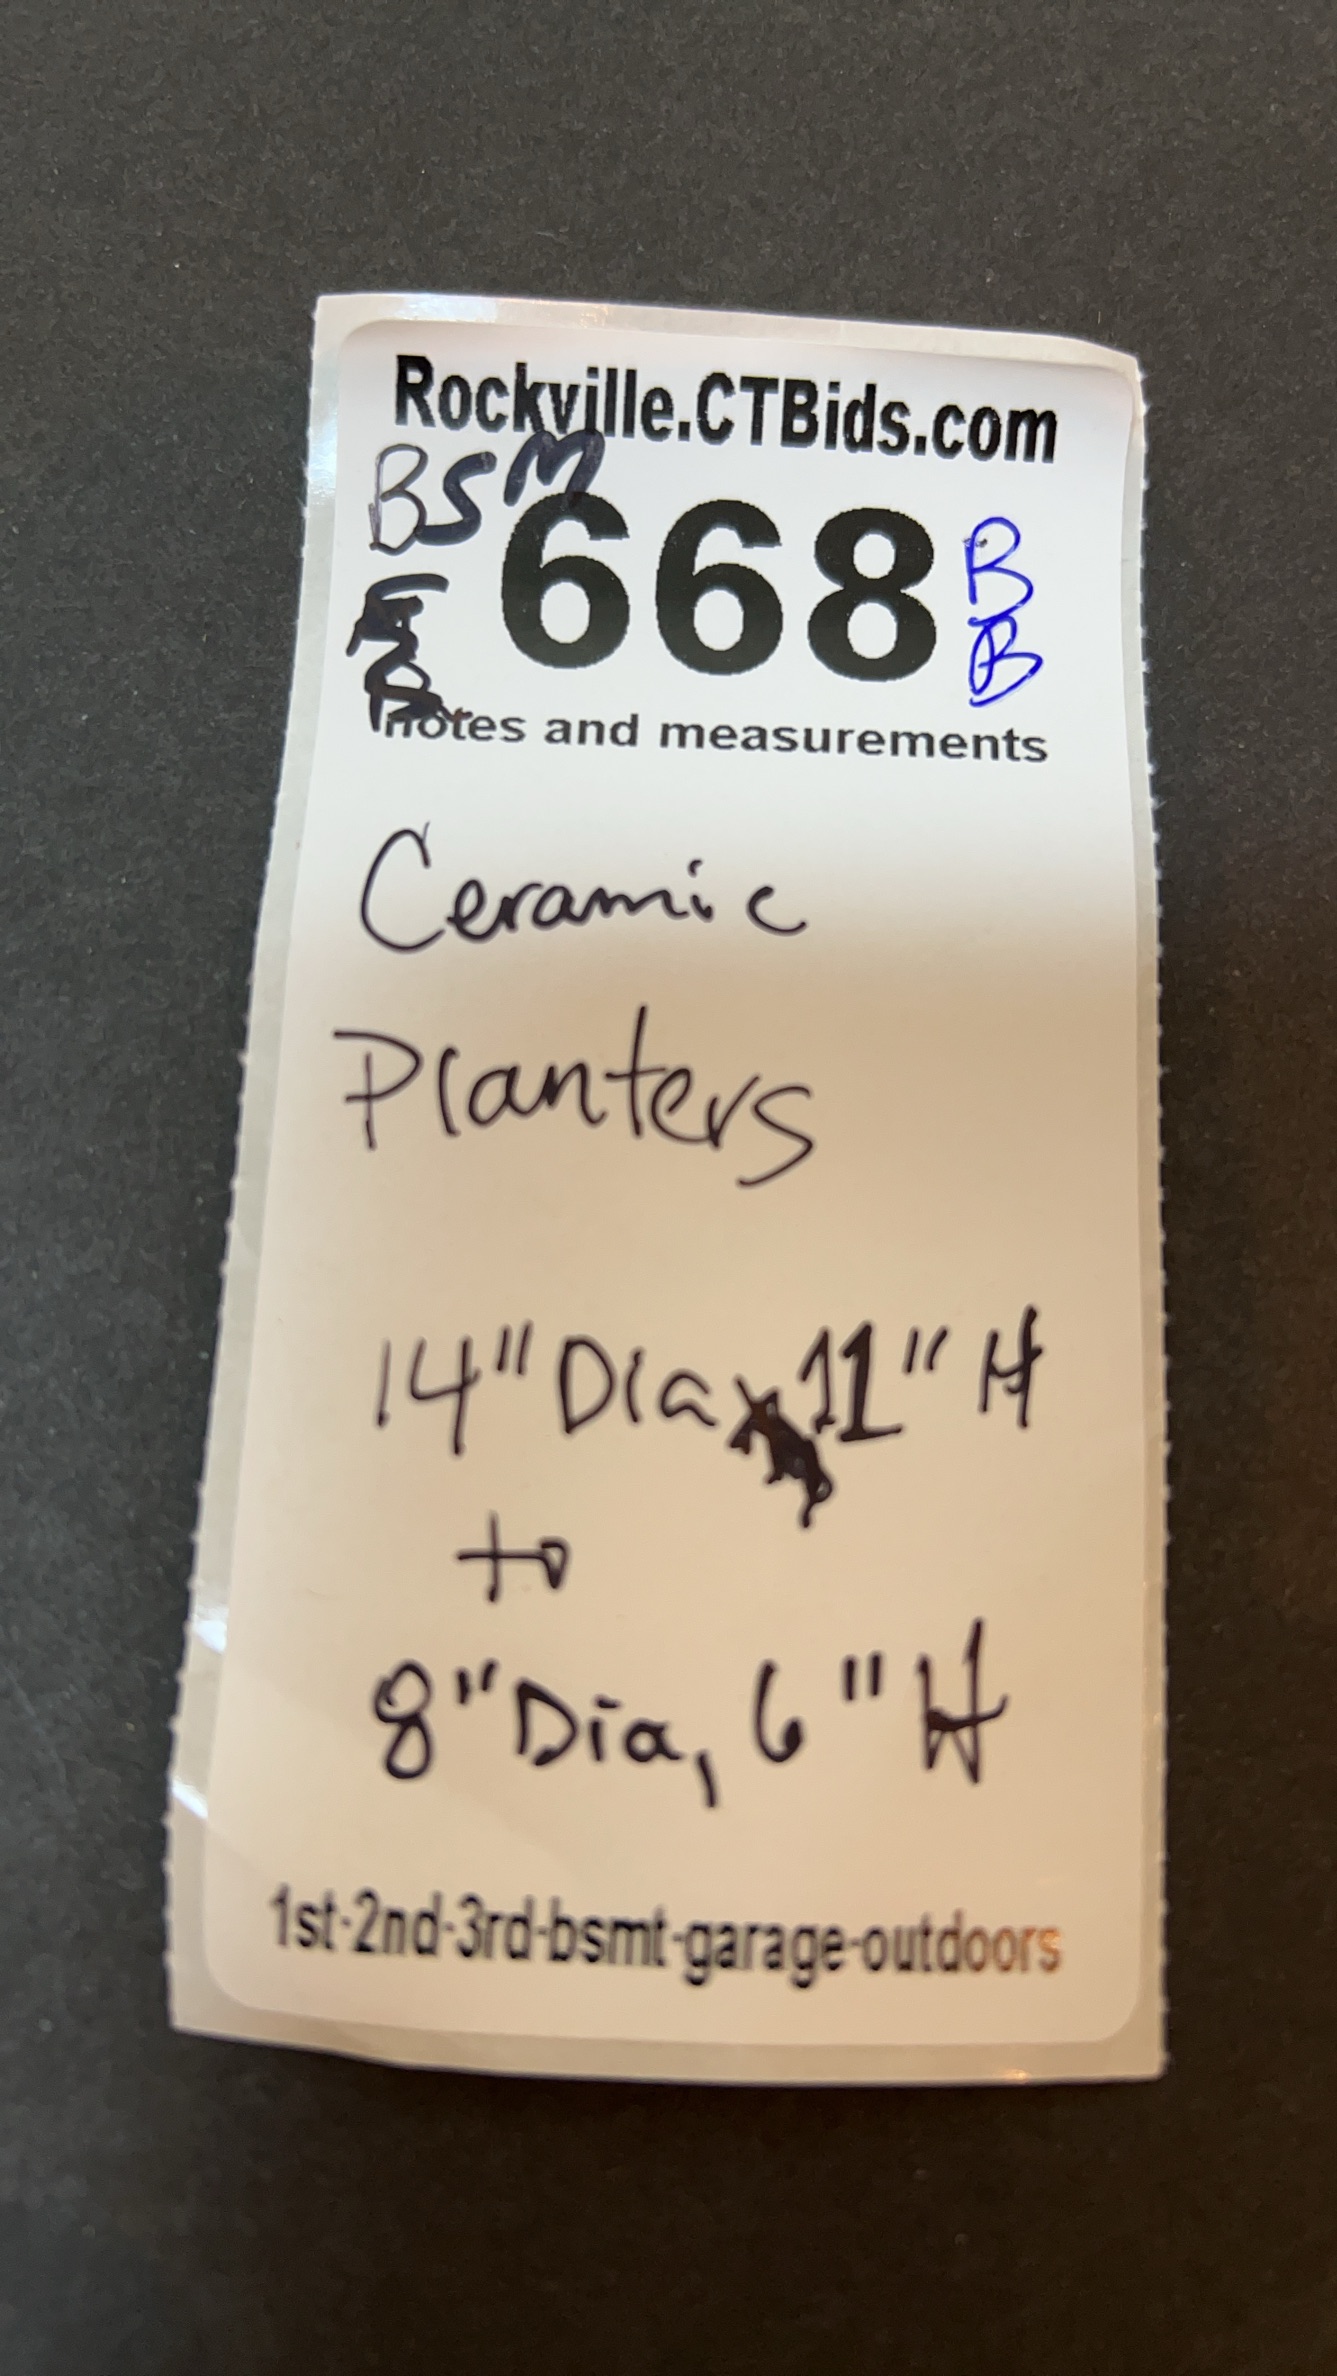 Rockville.CTBids.com
BSM
668 B
B
notes and measurements
Ceramic
Planters
14" Dia x 11" H
to
8" Dia, 6" H
1st-2nd-3rd-bsmt-garage-outdoors